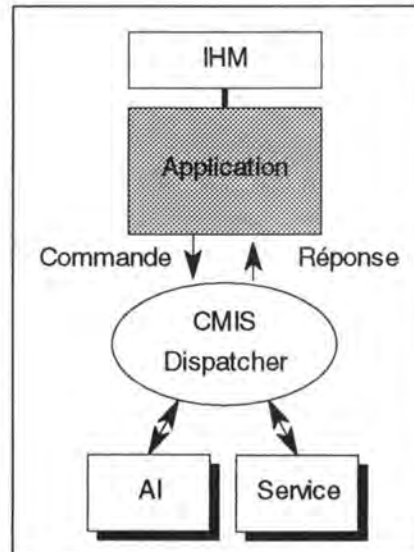 IHM
Application
Commande Réponse
CMIS
Dispatcher
AI Service